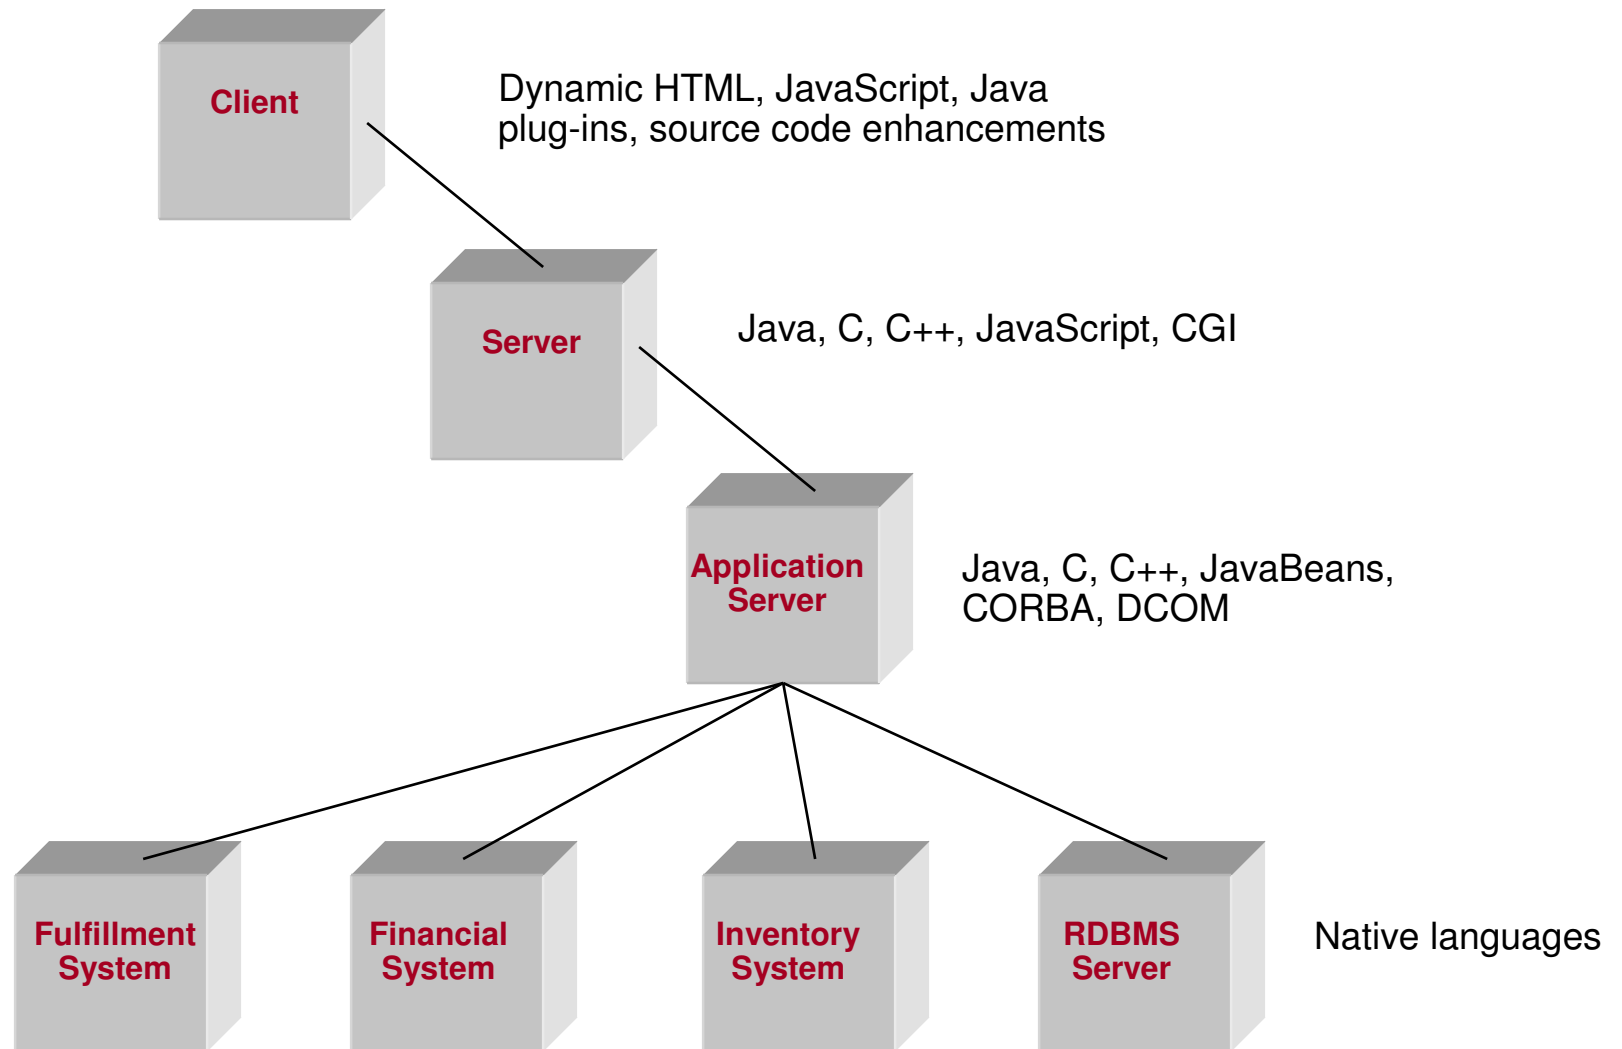 Client
Dynamic HTML, JavaScript, Java
plug-ins, source code enhancements
Server
Java, C, C++, JavaScript, CGI
Application
Server
Java, C, C++, JavaBeans,
CORBA, DCOM
Fulfillment
System
Financial
System
Inventory
System
RDBMS
Server
Native languages